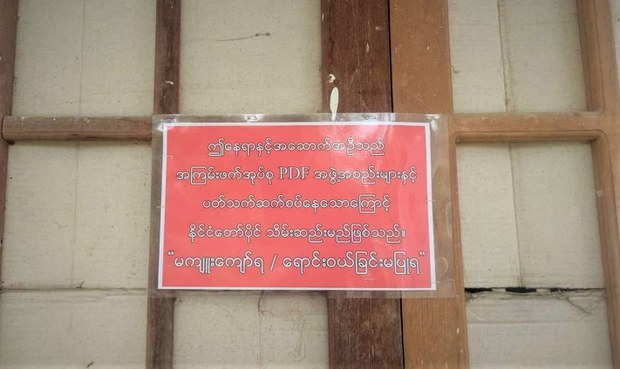 ဤနေရာနှင့်အဆောက်အဦသည်
အကြမ်းဖက်အုပ်စု PDF အဖွဲ့အစည်းများနှင့်
ပတ်သက်ဆက်စပ်နေသောကြောင့်
နိုင်ငံတော်ပိုင် သိမ်းဆည်းမည်ဖြစ်သည်။
"မကျူးကျော်ရ / ရောင်းဝယ်ခြင်းမပြုရ"